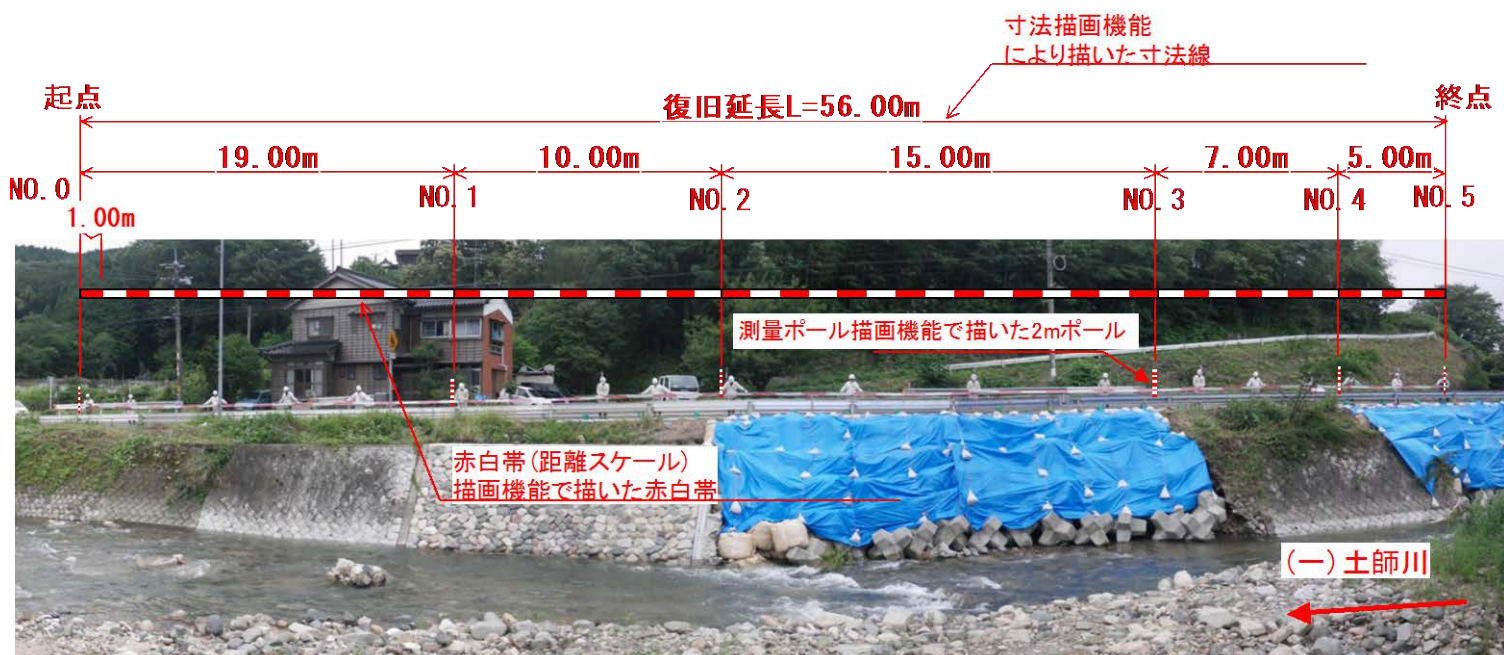 寸法描画機能
により描いた寸法線
起点
復旧延長L=56.00m
終点
19.00m
10.00m
15.00m
7.00m
5.00m
NO.0
NO.1
NO.2
NO.3
NO.4
NO.5
1.00m
測量ポール描画機能で描いた2mポール
赤白帯(距離スケール)
描画機能で描いた赤白帯
(一)土師川